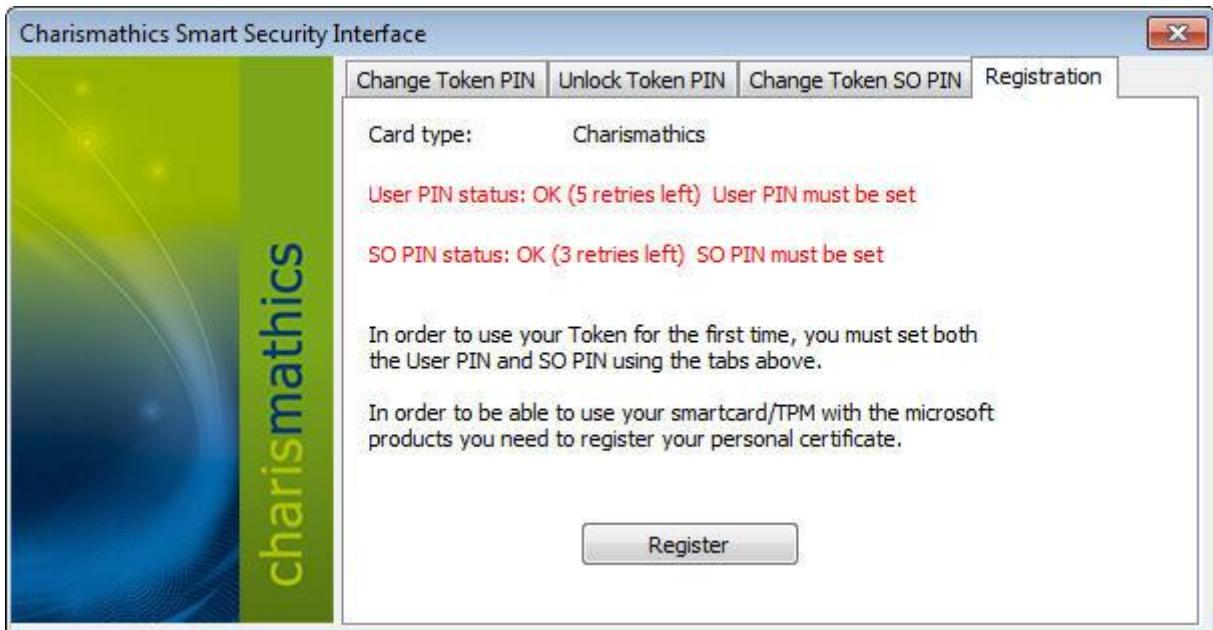 Charismathics Smart Security Interface
Change Token PIN
Unlock Token PIN
Change Token SO PIN
Registration
charismathics
Card type: Charismathics
User PIN status: OK (5 retries left) User PIN must be set
SO PIN status: OK (3 retries left) SO PIN must be set
In order to use your Token for the first time, you must set both
the User PIN and SO PIN using the tabs above.
In order to be able to use your smartcard/TPM with the microsoft
products you need to register your personal certificate.
Register